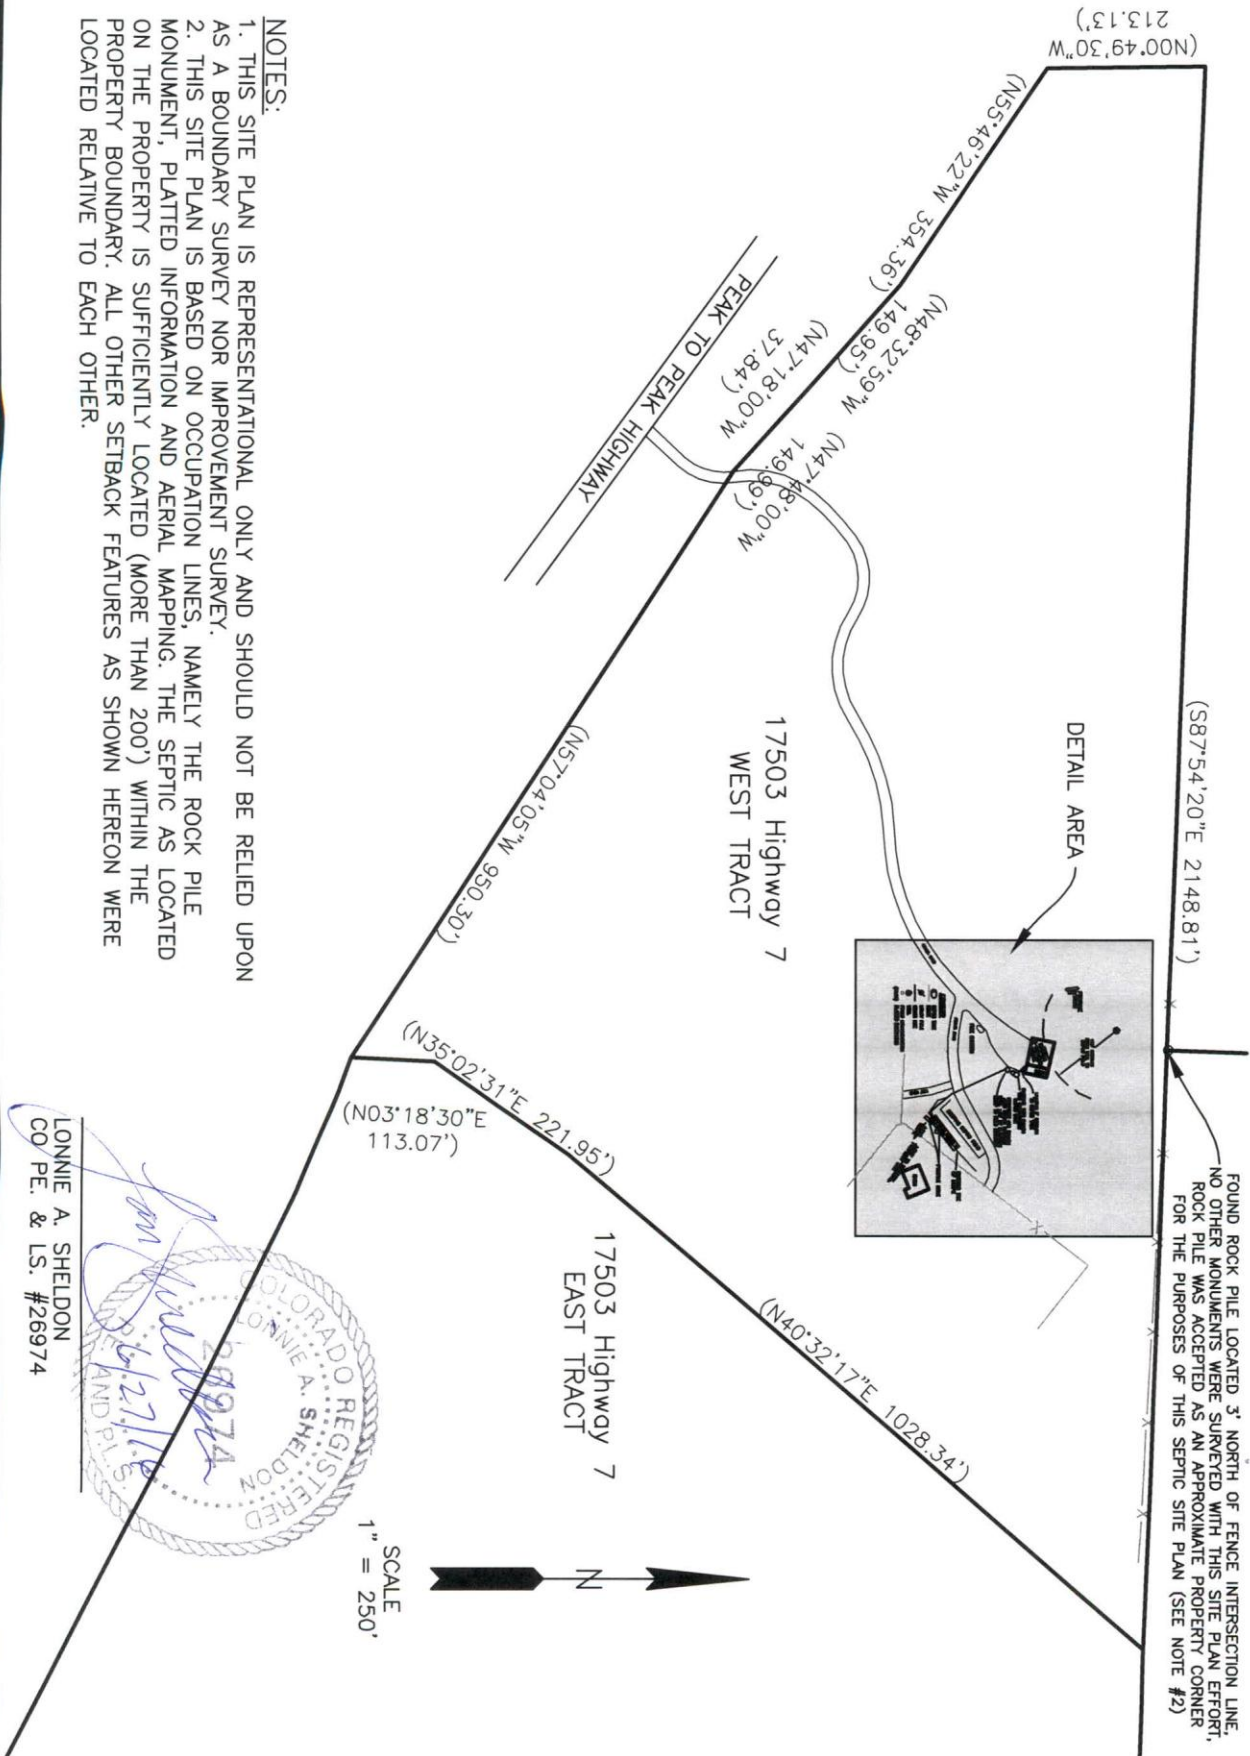 FOUND ROCK PILE LOCATED 3' NORTH OF FENCE INTERSECTION LINE,
NO OTHER MONUMENTS WERE SURVEYED WITH THIS SITE PLAN EFFORT,
ROCK PILE WAS ACCEPTED AS AN APPROXIMATE PROPERTY CORNER
FOR THE PURPOSES OF THIS SEPTIC SITE PLAN (SEE NOTE #2)
(S87°54'20"E 2148.81')
(N00°49'30"W
213.13')
(N55°46'22"W 354.36')
(N48°32'59"W
149.95')
(N47°18'00"W
37.84')
(N47°48'00"W
149.99')
PEAK TO PEAK HIGHWAY
DETAIL AREA
17503 Highway 7
WEST TRACT
(N57°04'05"W 950.30')
(N35°02'31"E 221.95')
(N03°18'30"E
113.07')
(N40°32'17"E 1028.34')
17503 Highway 7
EAST TRACT
N
SCALE
1" = 250'
NOTES:
1. THIS SITE PLAN IS REPRESENTATIONAL ONLY AND SHOULD NOT BE RELIED UPON
AS A BOUNDARY SURVEY NOR IMPROVEMENT SURVEY.
2. THIS SITE PLAN IS BASED ON OCCUPATION LINES, NAMELY THE ROCK PILE
MONUMENT, PLATTED INFORMATION AND AERIAL MAPPING. THE SEPTIC AS LOCATED
ON THE PROPERTY IS SUFFICIENTLY LOCATED (MORE THAN 200') WITHIN THE
PROPERTY BOUNDARY. ALL OTHER SETBACK FEATURES AS SHOWN HEREON WERE
LOCATED RELATIVE TO EACH OTHER.
COLORADO REGISTERED
LONNIE A. SHELDON
26974
6/27/16
P.E. AND P.L.S.
LONNIE A. SHELDON
CO PE. & LS. #26974